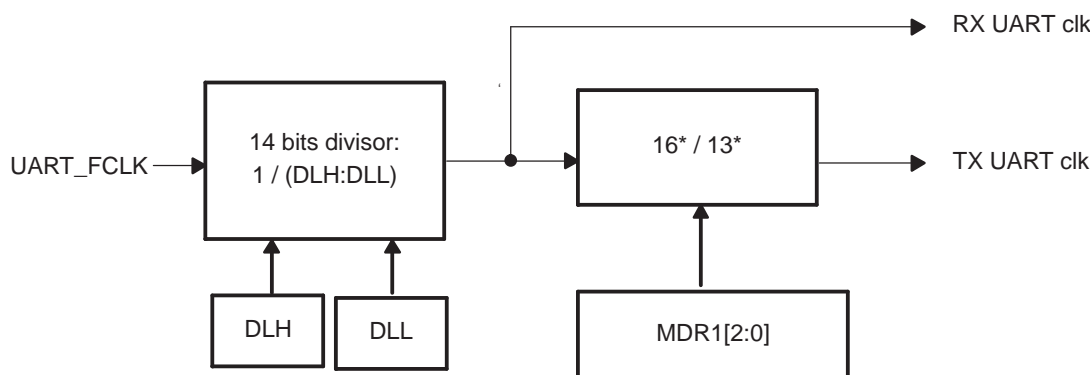 RX UART clk
14 bits divisor:
1 / (DLH:DLL)
16* / 13*
UART_FCLK
TX UART clk
DLH
DLL
MDR1[2:0]